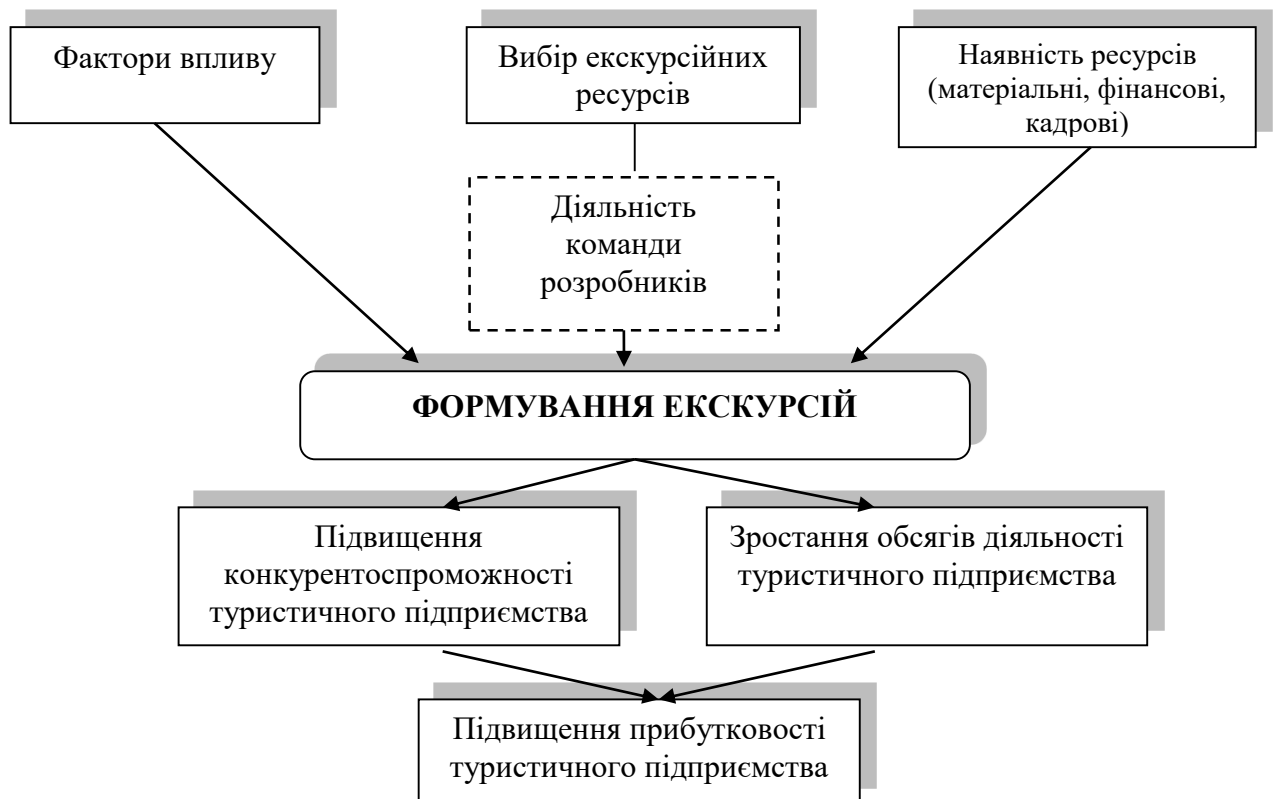 Фактори впливу
Вибір екскурсійних
ресурсів
Наявність ресурсів
(матеріальні, фінансові,
кадрові)
Діяльність
команди
розробників
ФОРМУВАННЯ ЕКСКУРСІЙ
Підвищення
конкурентоспроможності
туристичного підприємства
Зростання обсягів діяльності
туристичного підприємства
Підвищення прибутковості
туристичного підприємства